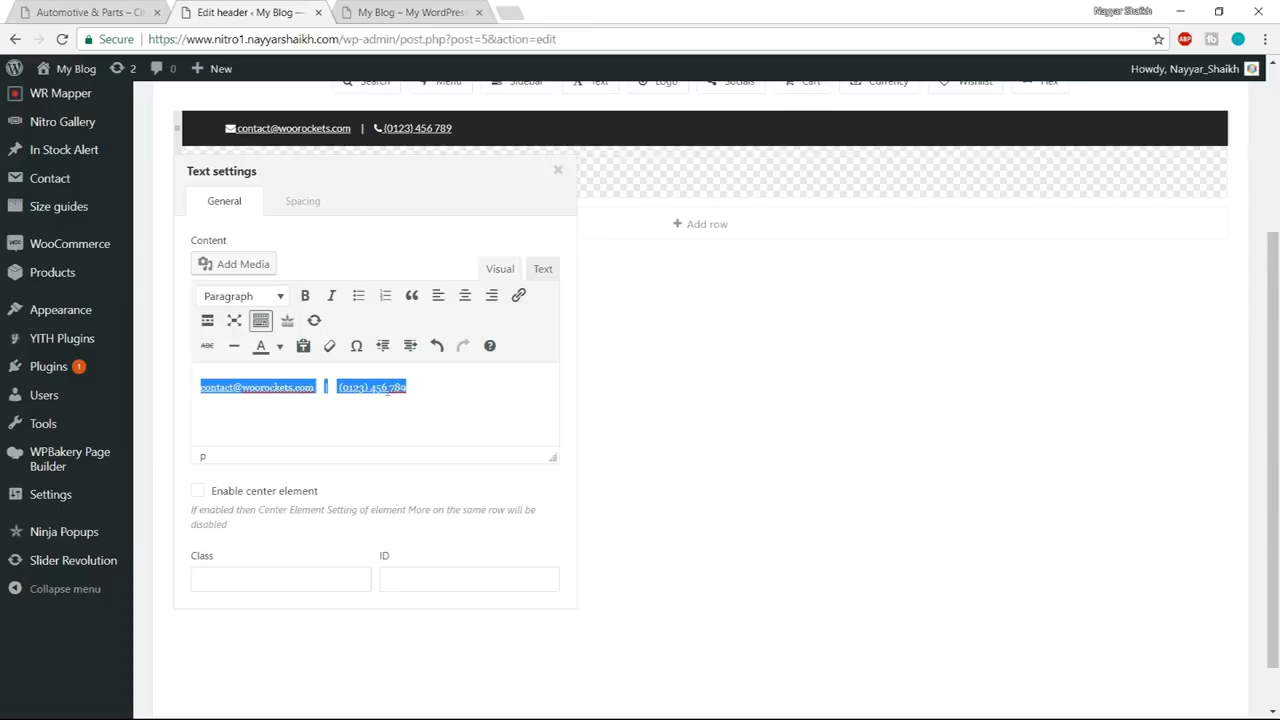 Automotive & Parts – Ci
Edit header ‹ My Blog —
My Blog – My WordPres
Nayyar Shaikh
Secure
https://www.nitro1.nayyarshaikh.com/wp-admin/post.php?post=5&action=edit
My Blog
2
0
New
Howdy, Nayyar_Shaikh
Search
Menu
Sidebar
Text
Logo
Socials
Cart
Currency
Wishlist
Flex
WR Mapper
Nitro Gallery
In Stock Alert
Contact
Size guides
WooCommerce
Products
Appearance
YITH Plugins
Plugins 1
Users
Tools
WPBakery Page
Builder
Settings
Ninja Popups
Slider Revolution
Collapse menu
contact@woorockets.com | (0123) 456 789
Text settings
General
Spacing
Add row
Content
Add Media
Visual
Text
Paragraph
B
I
ABC
A
contact@woorockets.com | (0123) 456 789
p
Enable center element
If enabled then Center Element Setting of element More on the same row will be
disabled
Class
ID